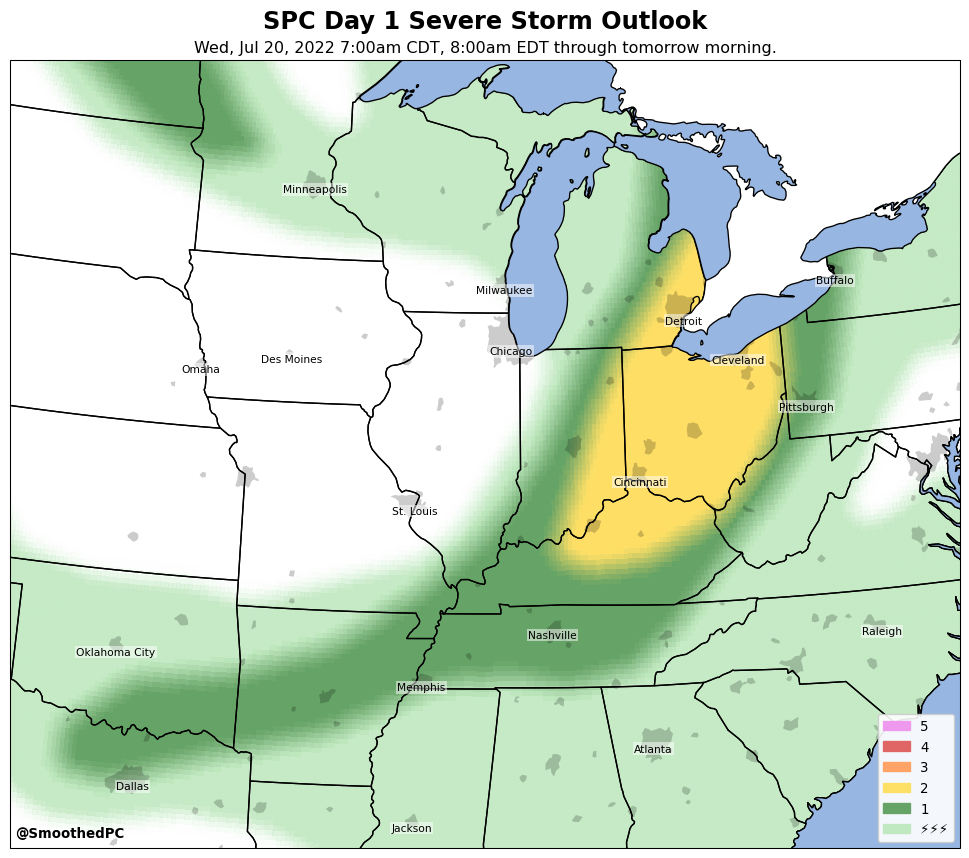 SPC Day 1 Severe Storm Outlook
Wed, Jul 20, 2022 7:00am CDT, 8:00am EDT through tomorrow morning.
Minneapolis
Milwaukee
Buffalo
Detroit
Chicago
Cleveland
Des Moines
Omaha
Pittsburgh
Cincinnati
St. Louis
Nashville
Raleigh
Oklahoma City
Memphis
Atlanta
Dallas
Jackson
5
4
3
2
1
⚡⚡⚡
@SmoothedPC